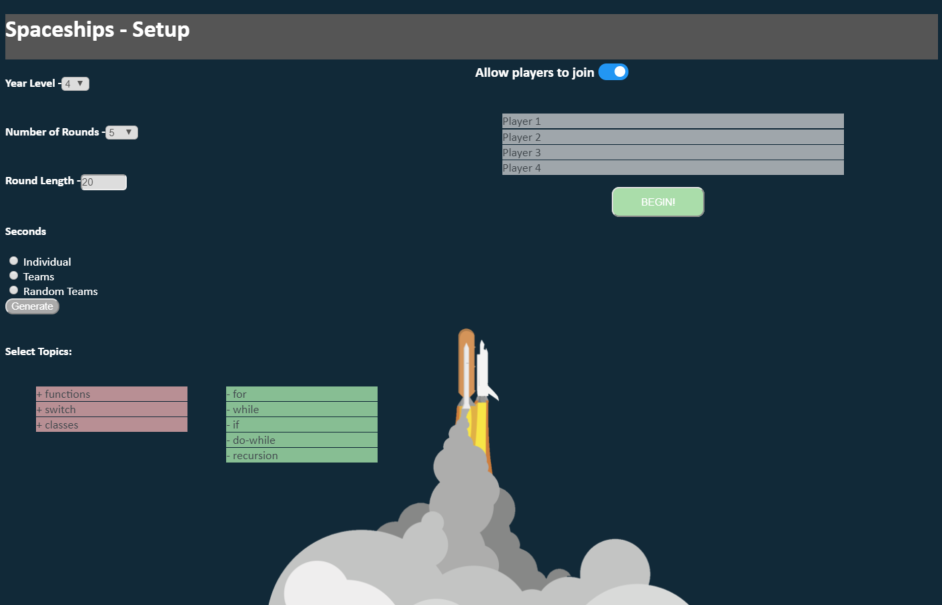 Spaceships - Setup
Year Level - 4
Allow players to join
Player 1
Number of Rounds - 5
Player 2
Player 3
Player 4
Round Length - 20
BEGIN!
Seconds
Individual
Teams
Random Teams
Generate
Select Topics:
+ functions
+ switch
+ classes
- for
- while
- if
- do-while
- recursion